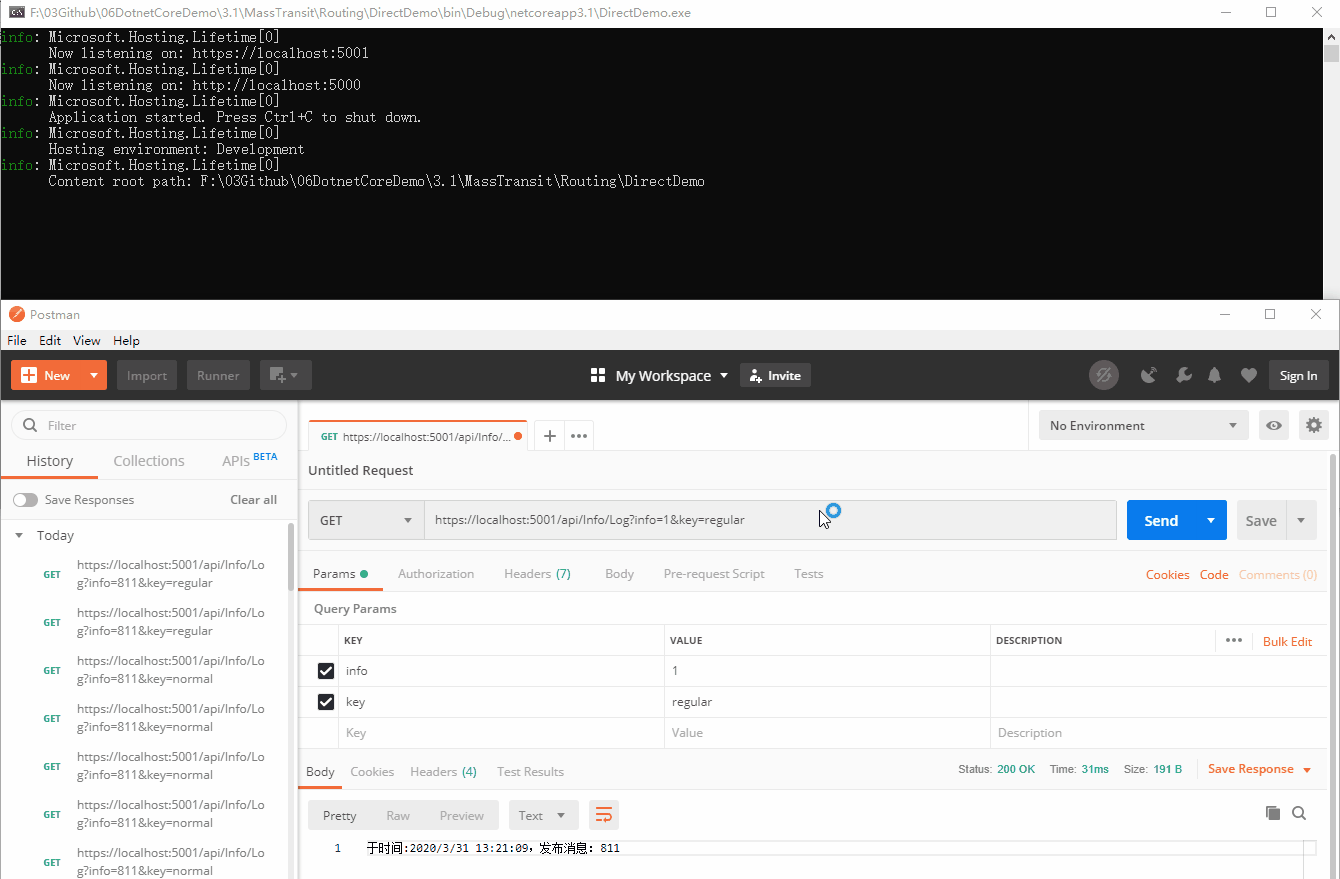 F:\03Github\06DotnetCoreDemo\3.1\MassTransit\Routing\DirectDemo\bin\Debug\netcoreapp3.1\DirectDemo.exe
info: Microsoft.Hosting.Lifetime[0]
Now listening on: https://localhost:5001
info: Microsoft.Hosting.Lifetime[0]
Now listening on: http://localhost:5000
info: Microsoft.Hosting.Lifetime[0]
Application started. Press Ctrl+C to shut down.
info: Microsoft.Hosting.Lifetime[0]
Hosting environment: Development
info: Microsoft.Hosting.Lifetime[0]
Content root path: F:\03Github\06DotnetCoreDemo\3.1\MassTransit\Routing\DirectDemo
Postman
File Edit View Help
New Import Runner My Workspace Invite Sign In
Filter
History Collections APIs BETA
Save Responses Clear all
Today
GET https://localhost:5001/api/Info/Lo
g?info=811&key=regular
GET https://localhost:5001/api/Info/Lo
g?info=811&key=regular
GET https://localhost:5001/api/Info/Lo
g?info=811&key=normal
GET https://localhost:5001/api/Info/Lo
g?info=811&key=normal
GET https://localhost:5001/api/Info/Lo
g?info=811&key=normal
GET https://localhost:5001/api/Info/Lo
g?info=811&key=normal
GET https://localhost:5001/api/Info/Lo
g?info=811&key=normal
GET https://localhost:5001/api/Info/...
No Environment
Untitled Request
GET https://localhost:5001/api/Info/Log?info=1&key=regular Send Save
Params Authorization Headers (7) Body Pre-request Script Tests Cookies Code Comments (0)
Query Params
KEY VALUE DESCRIPTION Bulk Edit
info 1
key regular
Key Value Description
Body Cookies Headers (4) Test Results Status: 200 OK Time: 31ms Size: 191 B Save Response
Pretty Raw Preview Text
1 于时间:2020/3/31 13:21:09，发布消息：811